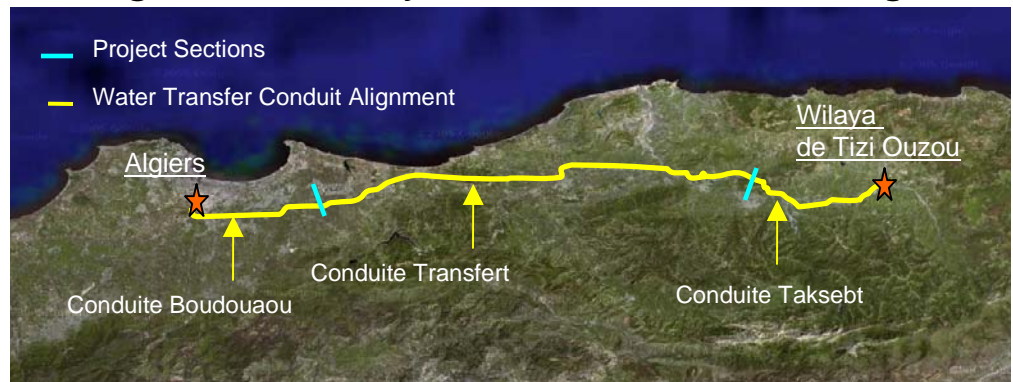 Project Sections
Water Transfer Conduit Alignment
Wilaya
de Tizi Ouzou
Algiers
Conduite Transfert
Conduite Taksebt
Conduite Boudouaou